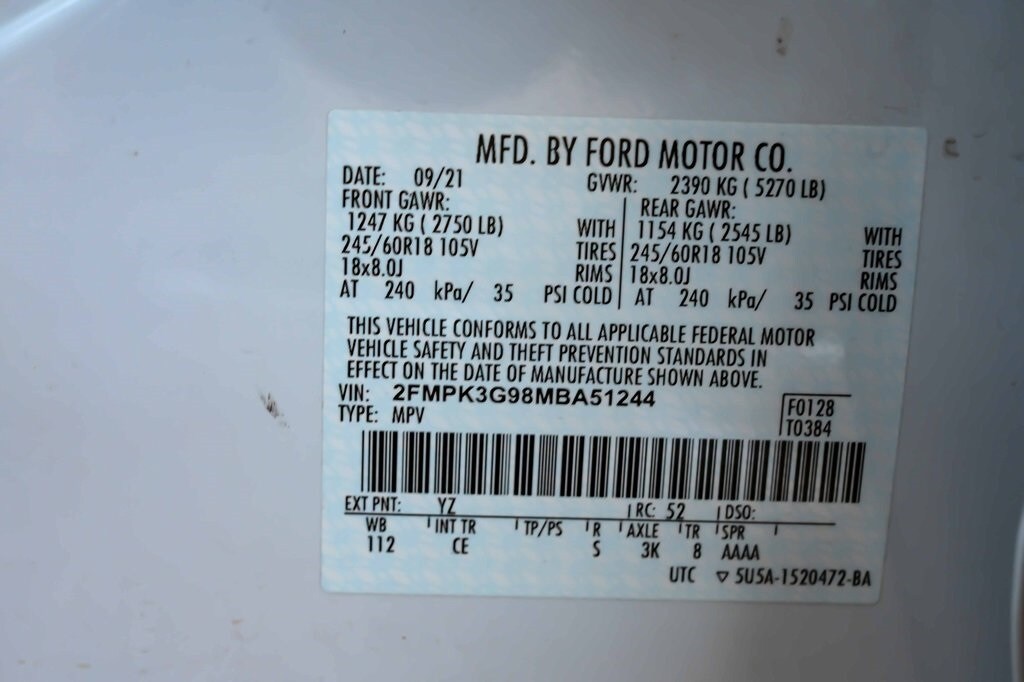 MFD. BY FORD MOTOR CO.
DATE: 09/21 GVWR: 2390 KG ( 5270 LB)
FRONT GAWR: REAR GAWR:
1247 KG ( 2750 LB) WITH 1154 KG ( 2545 LB) WITH
245/60R18 105V TIRES 245/60R18 105V TIRES
18x8.0J RIMS 18x8.0J RIMS
AT 240 kPa/ 35 PSI COLD AT 240 kPa/ 35 PSI COLD
THIS VEHICLE CONFORMS TO ALL APPLICABLE FEDERAL MOTOR
VEHICLE SAFETY AND THEFT PREVENTION STANDARDS IN
EFFECT ON THE DATE OF MANUFACTURE SHOWN ABOVE.
VIN: 2FMPK3G98MBA51244
TYPE: MPV
F0128
T0384
EXT PNT: YZ RC: 52 DSO:
WB INT TR TP/PS R AXLE TR SPR
112 CE S 3K 8 AAAA
UTC ▽ 5U5A-1520472-BA